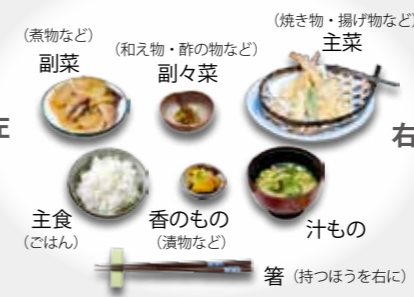 （煮物など）
副菜
（和え物・酢の物など）
副々菜
（焼き物・揚げ物など）
主菜
左
右
主食
（ごはん）
香のもの
（漬物など）
汁もの
箸（持つほうを右に）